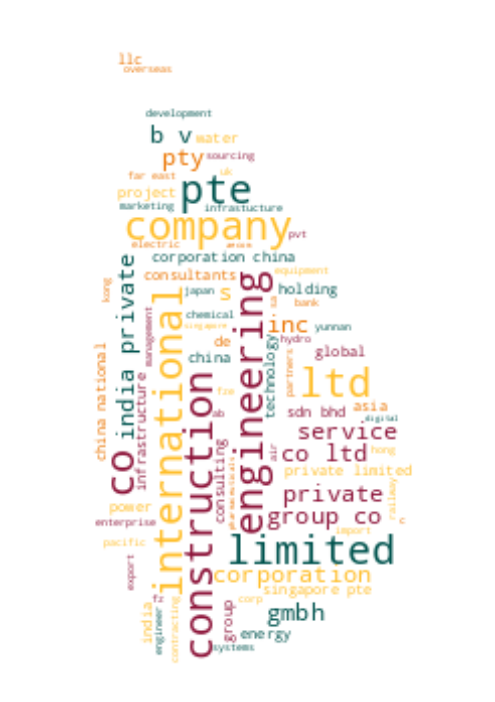 llc
overseas
development
b v
water
pty
sourcing
uk
far east
project
pte
marketing
infrastucture
company
pvt
electric
corporation china
consultants
equipment
kong
india private
japan
s
sa
holding
bank
chemical
singapore
inc
yunnan
management
international
engineering
technology
de
hydro
china
partners
global
china national
infrastructure
construction
fze
ltd
ab
sdn bhd
asia
digital
service
co
consulting
air
co ltd
hong
pharmaceuticals
private limited
private
railway
power
enterprise
group co
c
import
pacific
limited
export
corporation
singapore pte
india
fz
engineer
contracting
group
corp
gmbh
energy
systems